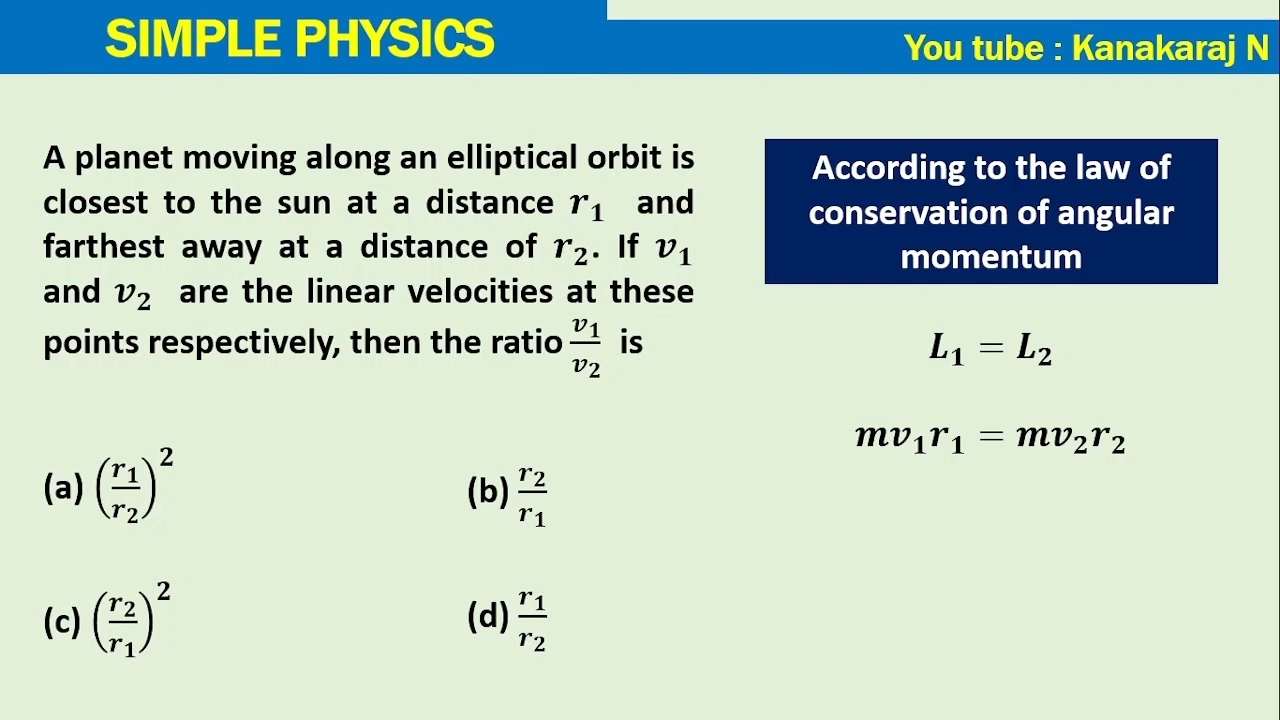 SIMPLE PHYSICS
You tube : Kanakaraj N
A planet moving along an elliptical orbit is
closest to the sun at a distance r₁ and
farthest away at a distance of r₂. If v₁
and v₂ are the linear velocities at these
points respectively, then the ratio v₁/v₂ is
(a) (r₁/r₂)²
(b) r₂/r₁
(c) (r₂/r₁)²
(d) r₁/r₂
According to the law of
conservation of angular
momentum
L₁ = L₂
mv₁r₁ = mv₂r₂